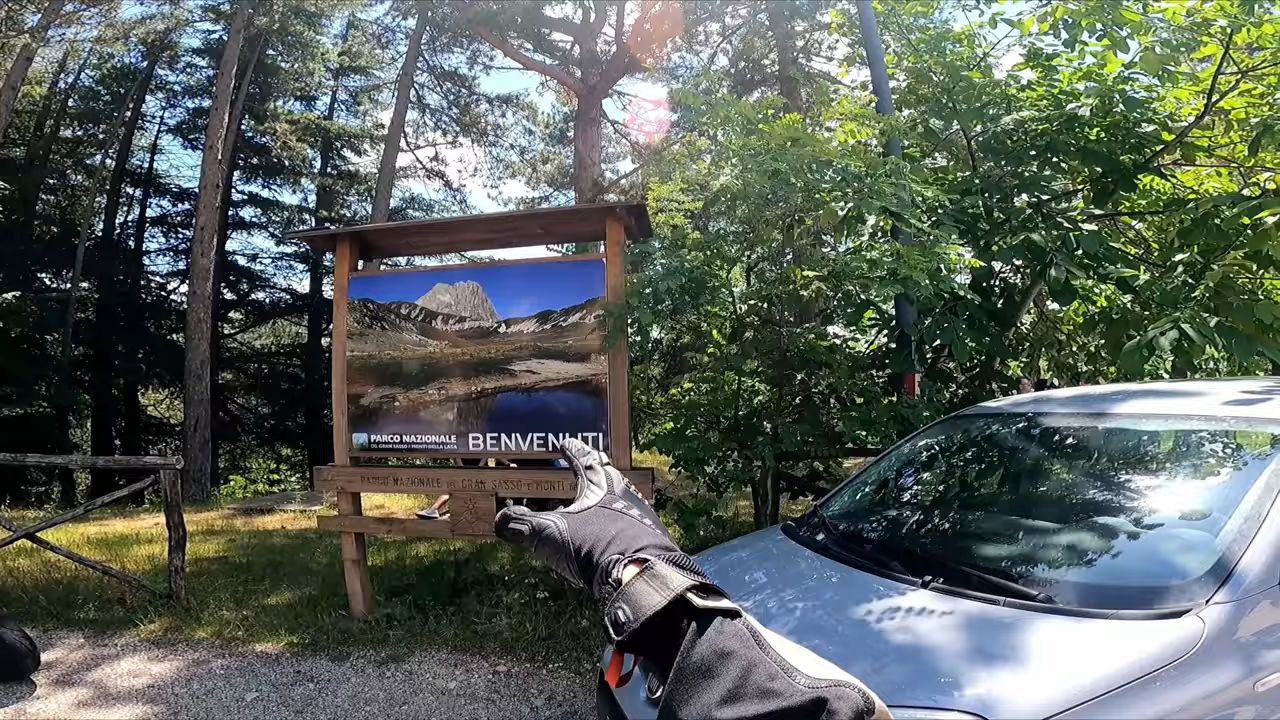 PARCO NAZIONALE
DEL GRAN SASSO E MONTI DELLA LAGA
BENVENUTI
PARCO NAZIONALE DEL GRAN SASSO E MONTI